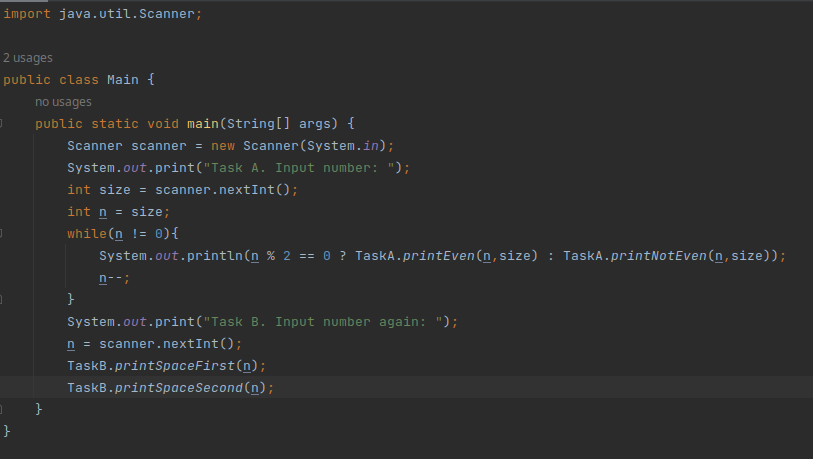 import java.util.Scanner;
2 usages
public class Main {
no usages
public static void main(String[] args) {
Scanner scanner = new Scanner(System.in);
System.out.print("Task A. Input number: ");
int size = scanner.nextInt();
int n = size;
while(n != 0){
System.out.println(n % 2 == 0 ? TaskA.printEven(n,size) : TaskA.printNotEven(n,size));
n--;
}
System.out.print("Task B. Input number again: ");
n = scanner.nextInt();
TaskB.printSpaceFirst(n);
TaskB.printSpaceSecond(n);
}
}